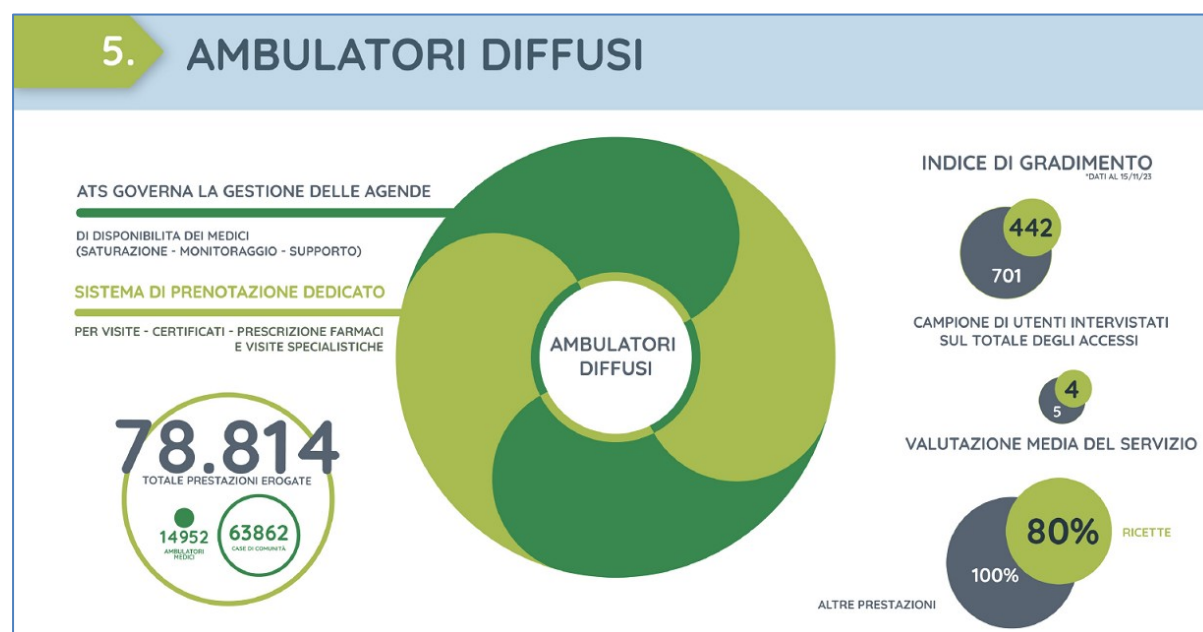 5. AMBULATORI DIFFUSI
ATS GOVERNA LA GESTIONE DELLE AGENDE
DI DISPONIBILITA DEI MEDICI
(SATURAZIONE - MONITORAGGIO - SUPPORTO)
SISTEMA DI PRENOTAZIONE DEDICATO
PER VISITE - CERTIFICATI - PRESCRIZIONE FARMACI
E VISITE SPECIALISTICHE
78.814
TOTALE PRESTAZIONI EROGATE
14952
AMBULATORI
MEDICI
63862
CASE DI COMUNITÀ
AMBULATORI
DIFFUSI
INDICE DI GRADIMENTO
*DATI AL 15/11/23
442
701
CAMPIONE DI UTENTI INTERVISTATI
SUL TOTALE DEGLI ACCESSI
4
5
VALUTAZIONE MEDIA DEL SERVIZIO
80%
RICETTE
100%
ALTRE PRESTAZIONI